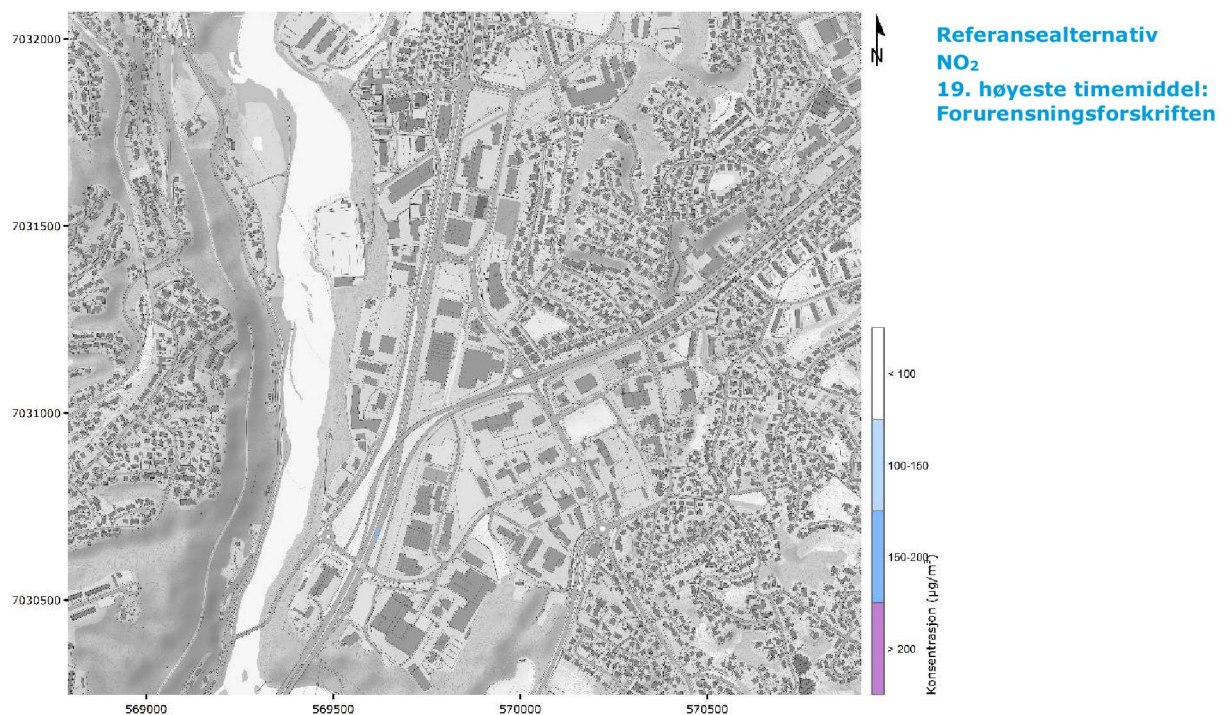 Referansealternativ
NO₂
19. høyeste timemiddel:
Forurensningsforskriften
N
7032000
7031500
7031000
7030500
569000
569500
570000
570500
< 100
100-150
150-200
> 200
Konsentrasjon (µg/m³)